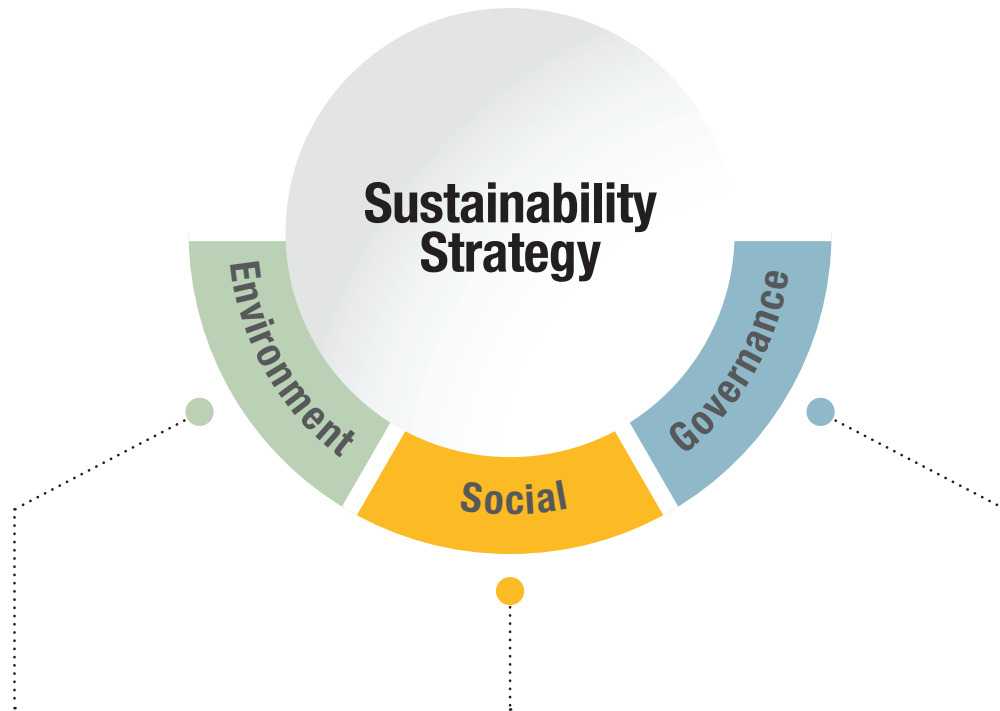 Sustainability
Strategy
Environment
Social
Governance